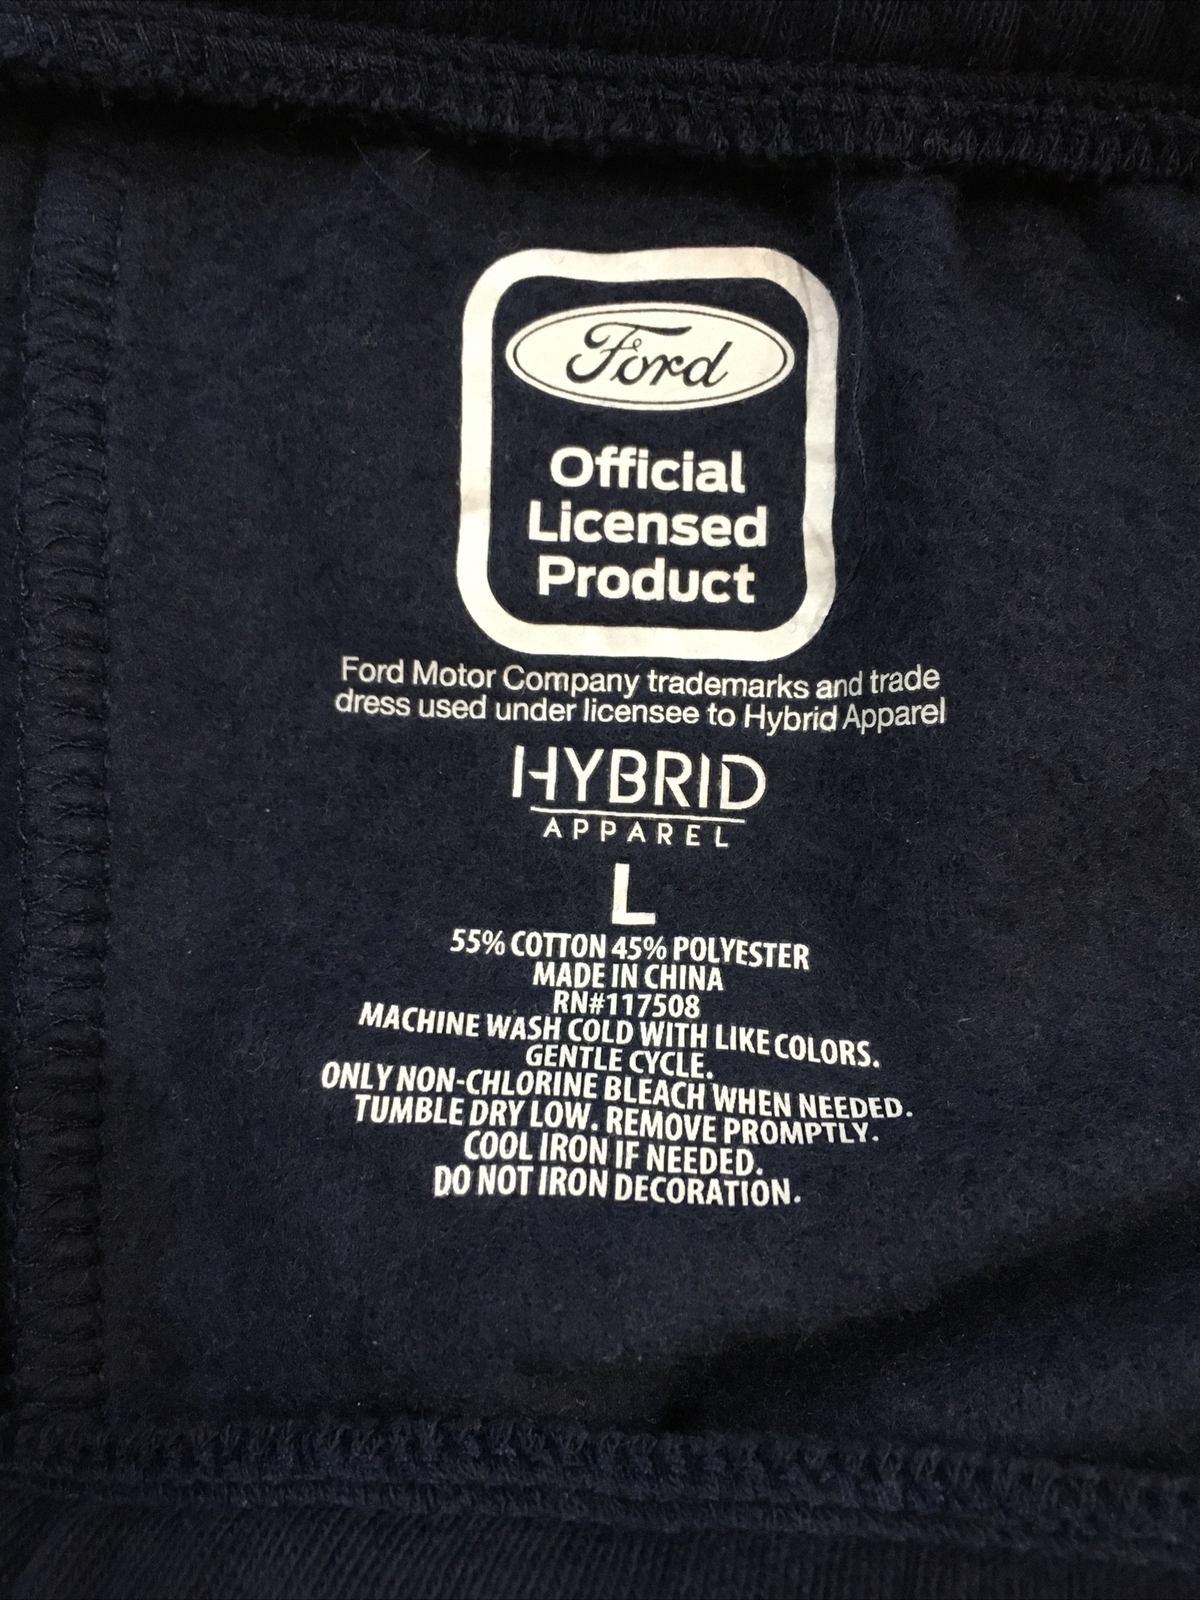 Ford
Official
Licensed
Product
Ford Motor Company trademarks and trade
dress used under licensee to Hybrid Apparel
HYBRID
APPAREL
L
55% COTTON 45% POLYESTER
MADE IN CHINA
RN#117508
MACHINE WASH COLD WITH LIKE COLORS.
GENTLE CYCLE.
ONLY NON-CHLORINE BLEACH WHEN NEEDED.
TUMBLE DRY LOW. REMOVE PROMPTLY.
COOL IRON IF NEEDED.
DO NOT IRON DECORATION.